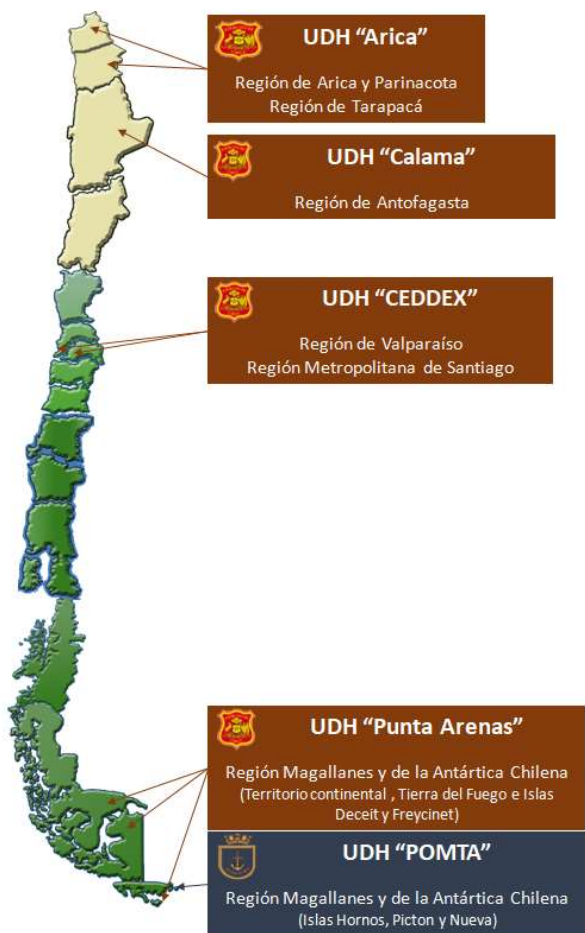 UDH “Arica”
Región de Arica y Parinacota
Región de Tarapacá
UDH “Calama”
Región de Antofagasta
UDH “CEDDEX”
Región de Valparaíso
Región Metropolitana de Santiago
UDH “Punta Arenas”
Región Magallanes y de la Antártica Chilena
(Territorio continental , Tierra del Fuego e Islas
Deceit y Freycinet)
UDH “POMTA”
Región Magallanes y de la Antártica Chilena
(Islas Hornos, Picton y Nueva)